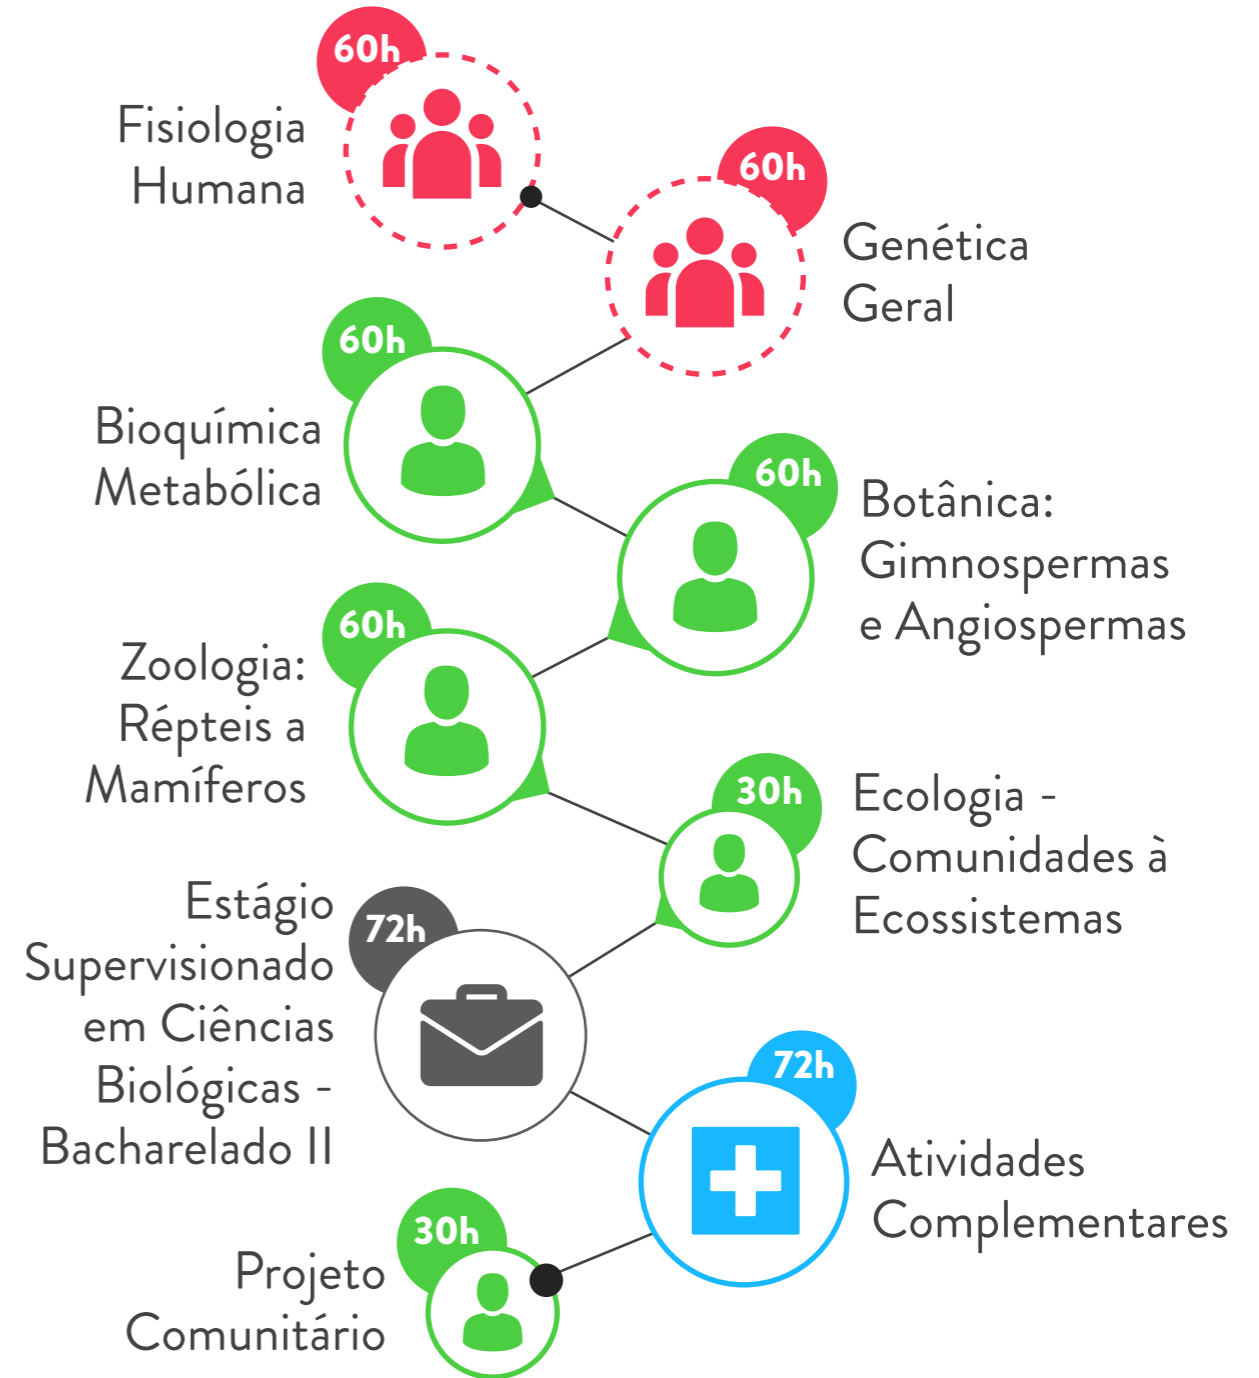 60h
Fisiologia
Humana
60h
Genética
Geral
60h
Bioquímica
Metabólica
60h
Botânica:
Gimnospermas
e Angiospermas
60h
Zoologia:
Répteis a
Mamíferos
30h
Ecologia -
Comunidades à
Ecossistemas
72h
Estágio
Supervisionado
em Ciências
Biológicas -
Bacharelado II
72h
Atividades
Complementares
30h
Projeto
Comunitário